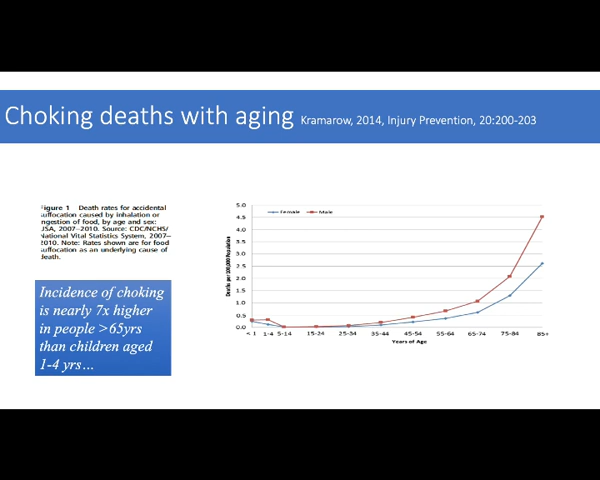 Choking deaths with aging Kramarow, 2014, Injury Prevention, 20:200-203
Figure 1 Death rates for accidental
suffocation caused by inhalation or
ingestion of food, by age and sex:
USA, 2007–2010. Source: CDC/NCHS/
National Vital Statistics System, 2007–
2010. Note: Rates shown are for food
suffocation as an underlying cause of
death.
Incidence of choking
is nearly 7x higher
in people >65yrs
than children aged
1-4 yrs…
Female Male
Deaths per 100,000 Population
5.0
4.5
4.0
3.5
3.0
2.5
2.0
1.5
1.0
0.5
0.0
< 1 1-4 5-14 15-24 25-34 35-44 45-54 55-64 65-74 75-84 85+
Years of Age